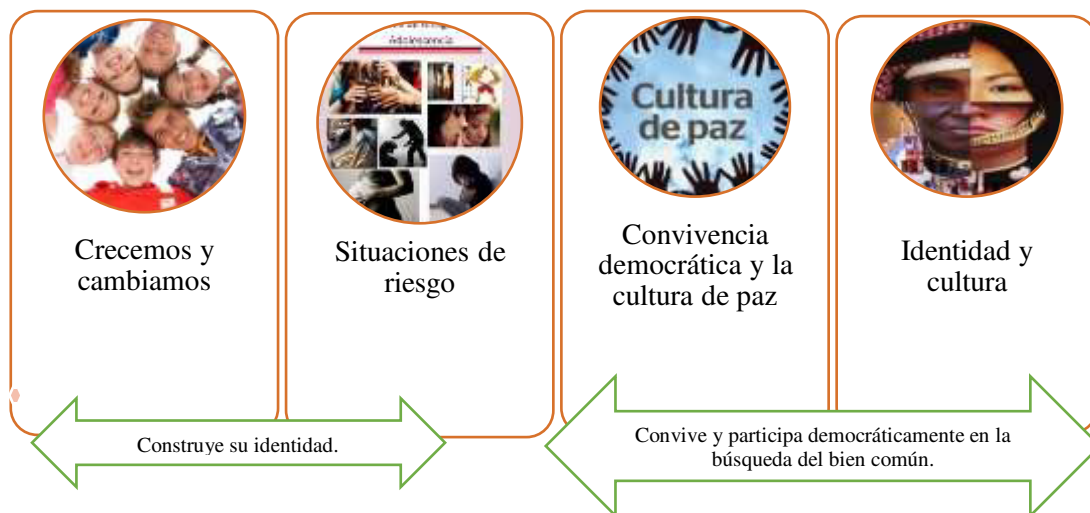 Adolescencia
Cultura
de paz
Crecemos y
cambiamos
Situaciones de
riesgo
Convivencia
democrática y la
cultura de paz
Identidad y
cultura
Construye su identidad.
Convive y participa democráticamente en la
búsqueda del bien común.